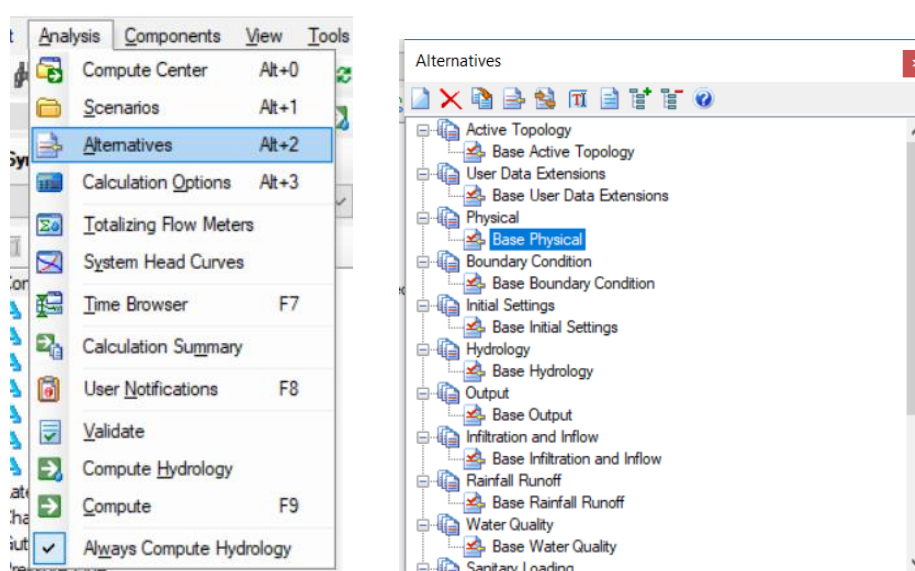 Analysis Components View Tools
Compute Center Alt+0
Scenarios Alt+1
Alternatives Alt+2
Calculation Options Alt+3
Totalizing Flow Meters
System Head Curves
Time Browser F7
Calculation Summary
User Notifications F8
Validate
Compute Hydrology
Compute F9
Always Compute Hydrology
Alternatives
Active Topology
Base Active Topology
User Data Extensions
Base User Data Extensions
Physical
Base Physical
Boundary Condition
Base Boundary Condition
Initial Settings
Base Initial Settings
Hydrology
Base Hydrology
Output
Base Output
Infiltration and Inflow
Base Infiltration and Inflow
Rainfall Runoff
Base Rainfall Runoff
Water Quality
Base Water Quality
Sanitary Loading